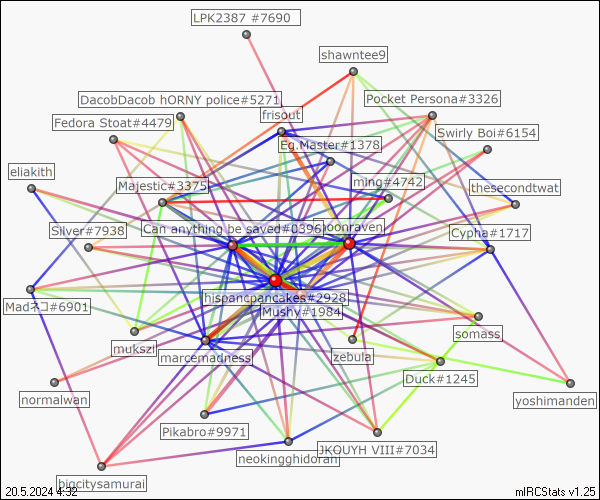 LPK2387 #7690
shawntee9
DacobDacob hORNY police#5271
Pocket Persona#3326
frisout
Fedora Stoat#4479
Swirly Boi#6154
Eg.Master#1378
eliakith
Majestic#3375
ming#4742
thesecondtwat
Silver#7938
Can anything be saved#0396
moonraven
Cypha#1717
Madネコ#6901
hispancpancakes#2928
Mushy#1984
mukszi
marcemadness
zebula
somass
normalwan
Duck#1245
yoshimanden
Pikabro#9971
neokingghidoran
JKOUYH VIII#7034
bigcitysamurai
20.5.2024 4:32
mIRCStats v1.25